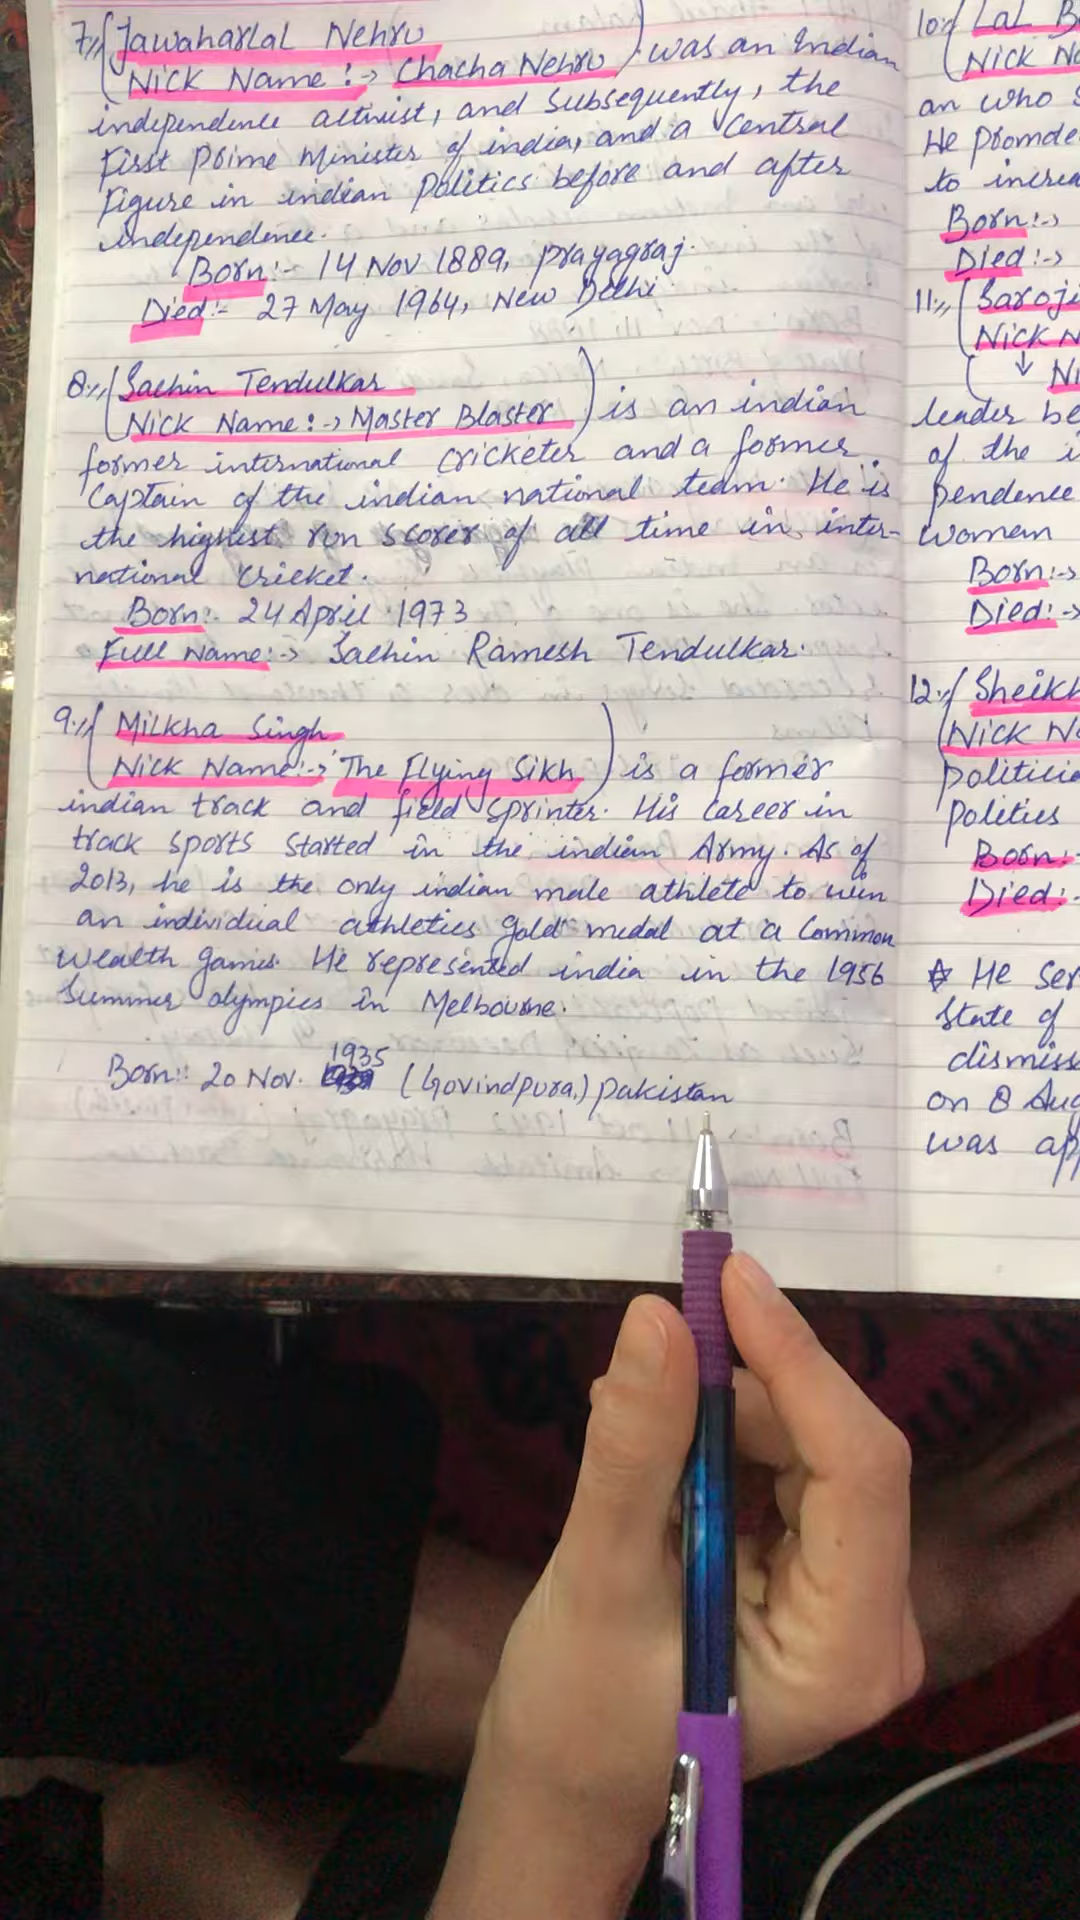 7. Jawaharlal Nehru
Nick Name :-> Chacha Nehru) was an Indian
independence activist, and subsequently, the
First Prime Minister of india, and a Central
Figure in indian Politics before and after
independence.
Born:- 14 Nov 1889, Prayagraj.
Died:- 27 May 1964, New Delhi.
8. (Sachin Tendulkar
Nick Name :-> Master Blaster) is an indian
former international cricketer and a former
Captain of the indian national team. He is
the highest run scorer of all time in inter-
national cricket.
Born:- 24 April 1973
Full Name:-> Sachin Ramesh Tendulkar.
9. (Milkha Singh
Nick Name:-> The Flying Sikh) is a former
indian track and field sprinter. His career in
track sports started in the indian Army. As of
2013, he is the only indian male athlete to win
an individual athletics gold medal at a Common
wealth games. He represented india in the 1956
Summer olympics in Melbourne.
Born:- 20 Nov. 1935 (Govindpura,) pakistan
10. (Lal B
(Nick Na
an who s
He promde
to increa
Born:->
Died:->
11. (Saroji
Nick N
↓ Ni
leader be
of the i
pendence
women
Born:->
Died:->
12. (Sheikh
(Nick Na
politicia
politics
Born:-
Died:-
☆ He ser
State of
dismiss
on 8 Aug
was app